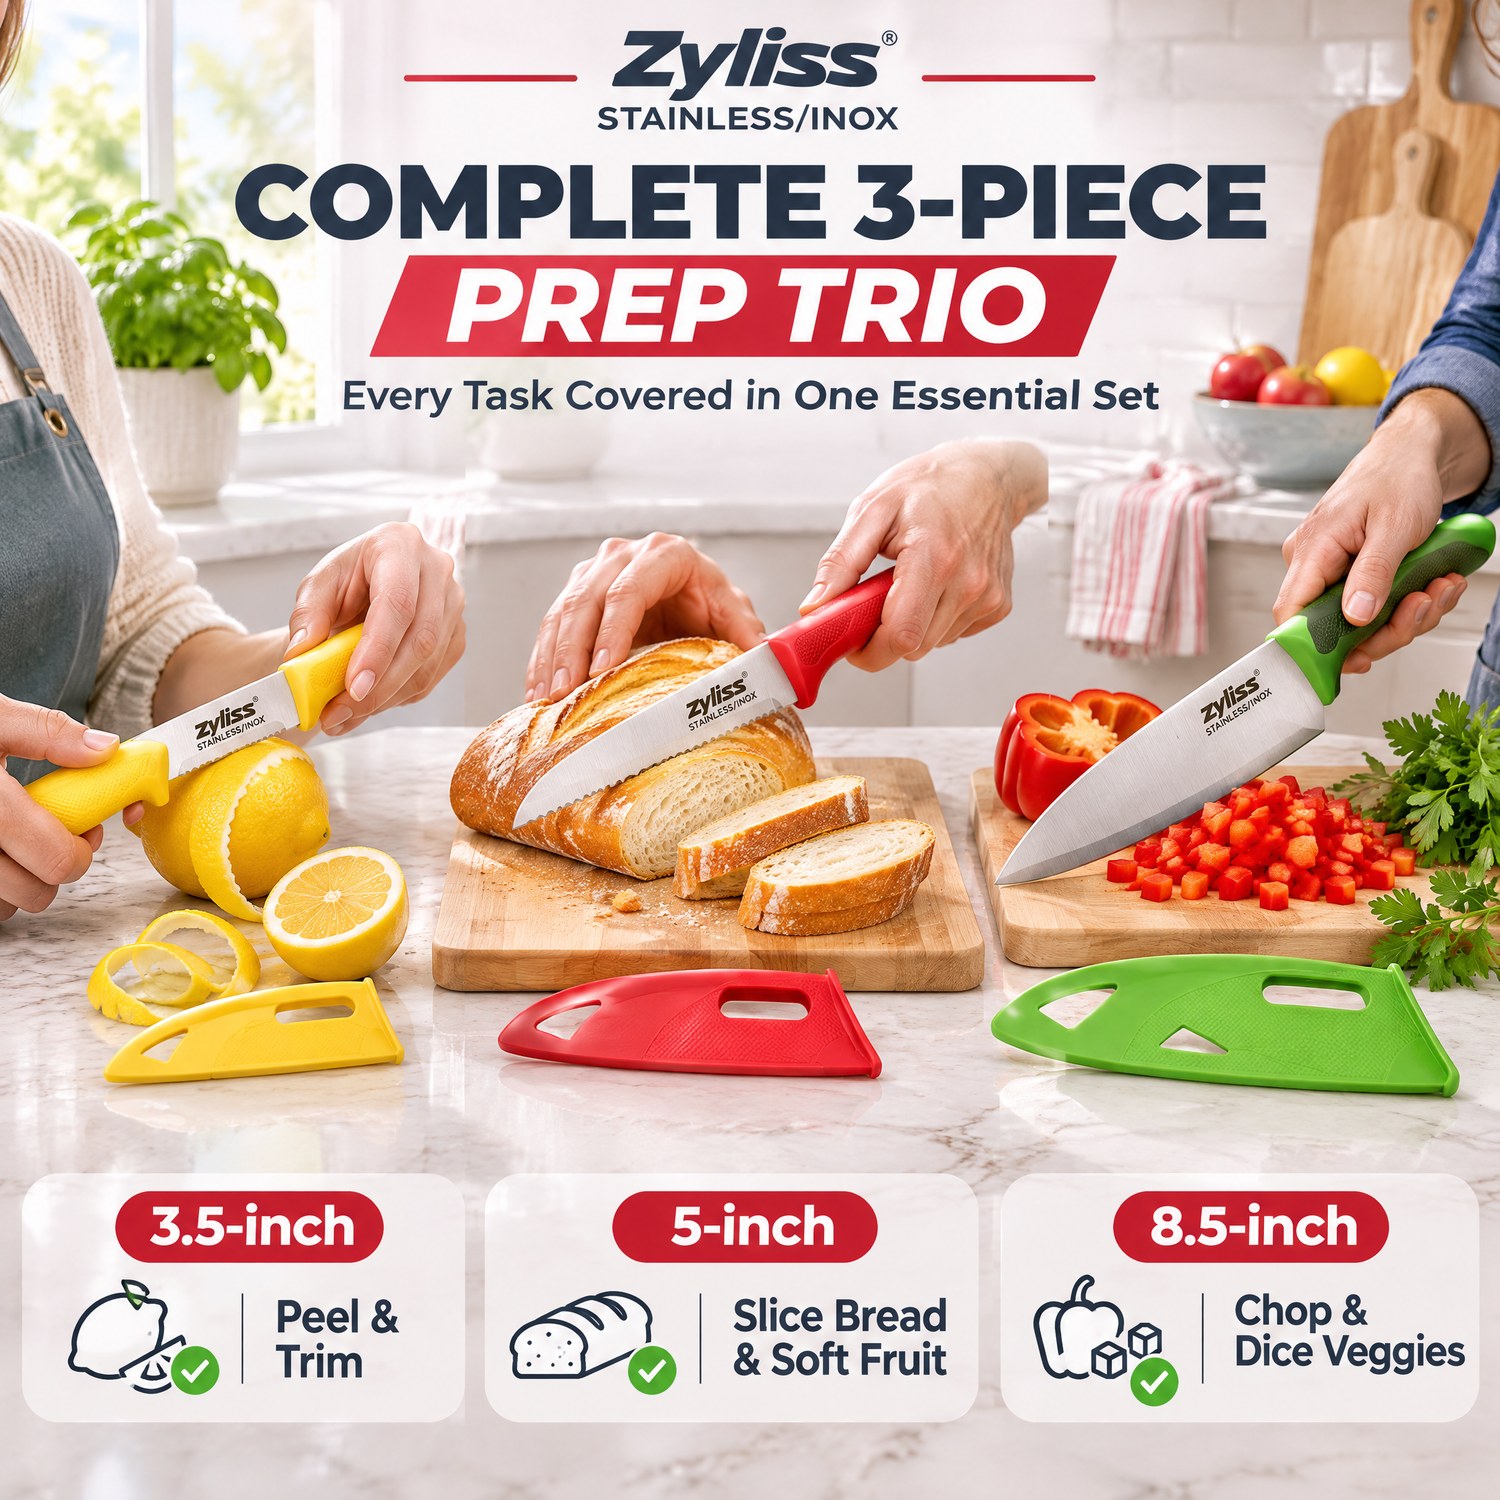 Zyliss®
STAINLESS/INOX
COMPLETE 3-PIECE
PREP TRIO
Every Task Covered in One Essential Set
Zyliss®
STAINLESS/INOX
Zyliss®
STAINLESS/INOX
Zyliss®
STAINLESS/INOX
3.5-inch
Peel &
Trim
5-inch
Slice Bread
& Soft Fruit
8.5-inch
Chop &
Dice Veggies